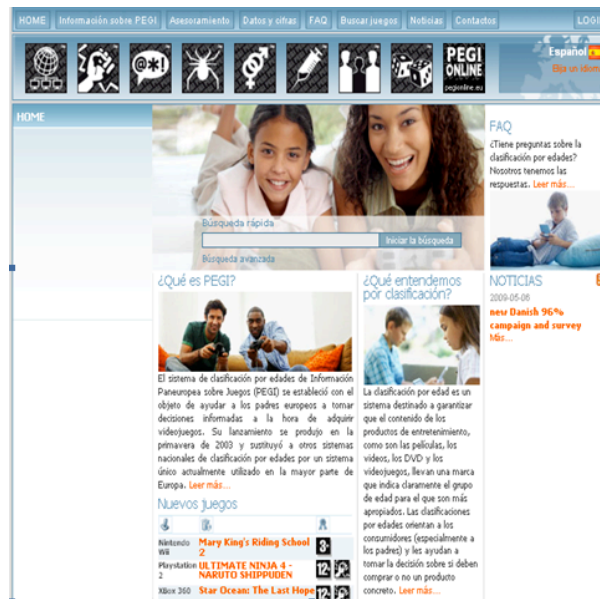 HOME Información sobre PEGI Asesoramiento Datos y cifras FAQ Buscar juegos Noticias Contactos LOGI
@*!
PEGI
ONLINE
pegionline.eu
Español
Elija un idiom
HOME
Búsqueda rápida
Iniciar la búsqueda
Búsqueda avanzada
FAQ
¿Tiene preguntas sobre la
clasificación por edades?
Nosotros tenemos las
respuestas. Leer más...
NOTICIAS
2009-05-06
new Danish 96%
campaign and survey
Más...
¿Qué es PEGI?
El sistema de clasificación por edades de Información
Paneuropea sobre Juegos (PEGI) se estableció con el
objeto de ayudar a los padres europeos a tomar
decisiones informadas a la hora de adquirir
videojuegos. Su lanzamiento se produjo en la
primavera de 2003 y sustituyó a otros sistemas
nacionales de clasificación por edades por un sistema
único actualmente utilizado en la mayor parte de
Europa. Leer más...
¿Qué entendemos
por clasificación?
La clasificación por edad es un
sistema destinado a garantizar
que el contenido de los
productos de entretenimiento,
como son las películas, los
videos, los DVD y los
videojuegos, llevan una marca
que indica claramente el grupo
de edad para el que son más
apropiados. Las clasificaciones
por edades orientan a los
consumidores (especialmente a
los padres) y les ayudan a
tomar la decisión sobre si deben
comprar o no un producto
concreto. Leer más...
Nuevos juegos
Nintendo Wii Mary King's Riding School 2 3+
Playstation 2 ULTIMATE NINJA 4 - NARUTO SHIPPUDEN 12+
XBox 360 Star Ocean: The Last Hope 12+